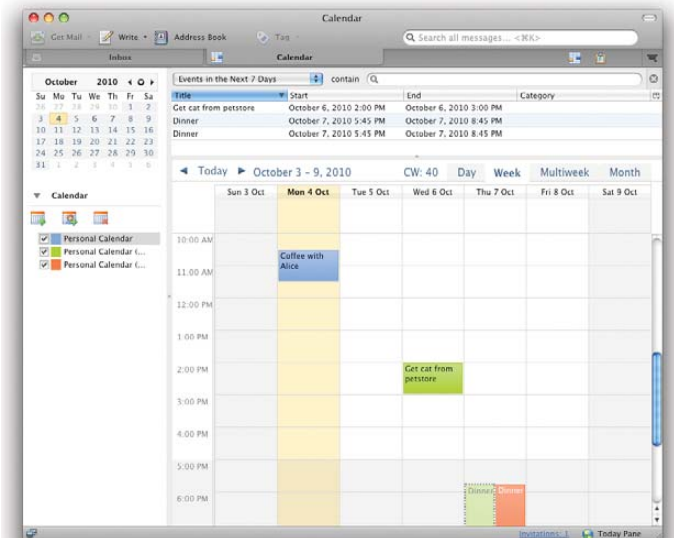 Calendar
Get Mail Write Address Book Tag Search all messages... <⌘K>
Inbox Calendar
October 2010
Su Mo Tu We Th Fr Sa
26 27 28 29 30 1 2
3 4 5 6 7 8 9
10 11 12 13 14 15 16
17 18 19 20 21 22 23
24 25 26 27 28 29 30
31 1 2 3 4 5 6
Calendar
Personal Calendar
Personal Calendar (...
Personal Calendar (...
Events in the Next 7 Days contain
Title Start End Category
Get cat from petstore October 6, 2010 2:00 PM October 6, 2010 3:00 PM
Dinner October 7, 2010 5:45 PM October 7, 2010 8:45 PM
Dinner October 7, 2010 5:45 PM October 7, 2010 8:45 PM
Today October 3 – 9, 2010 CW: 40 Day Week Multiweek Month
Sun 3 Oct Mon 4 Oct Tue 5 Oct Wed 6 Oct Thu 7 Oct Fri 8 Oct Sat 9 Oct
10:00 AM
Coffee with
Alice
11:00 AM
12:00 PM
1:00 PM
2:00 PM
Get cat from
petstore
3:00 PM
4:00 PM
5:00 PM
Dinner Dinner
6:00 PM
Invitations: 1 Today Pane